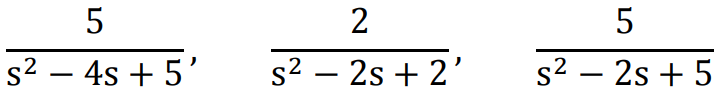 5/(s² − 4s + 5), 2/(s² − 2s + 2), 5/(s² − 2s + 5)